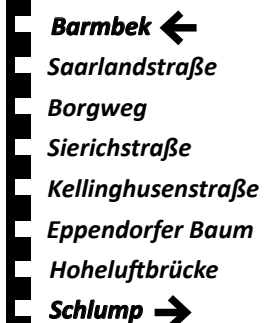 Barmbek ←
Saarlandstraße
Borgweg
Sierichstraße
Kellinghusenstraße
Eppendorfer Baum
Hoheluftbrücke
Schlump →